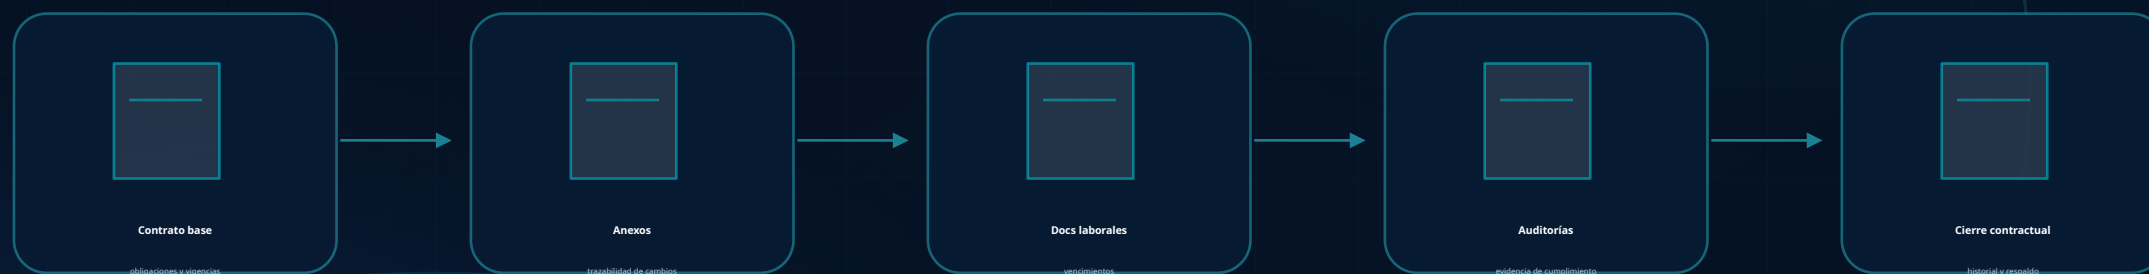 Contrato base
obligaciones y vigencias
Anexos
trazabilidad de cambios
Docs laborales
vencimientos
Auditorías
evidencia de cumplimiento
Cierre contractual
historial y respaldo